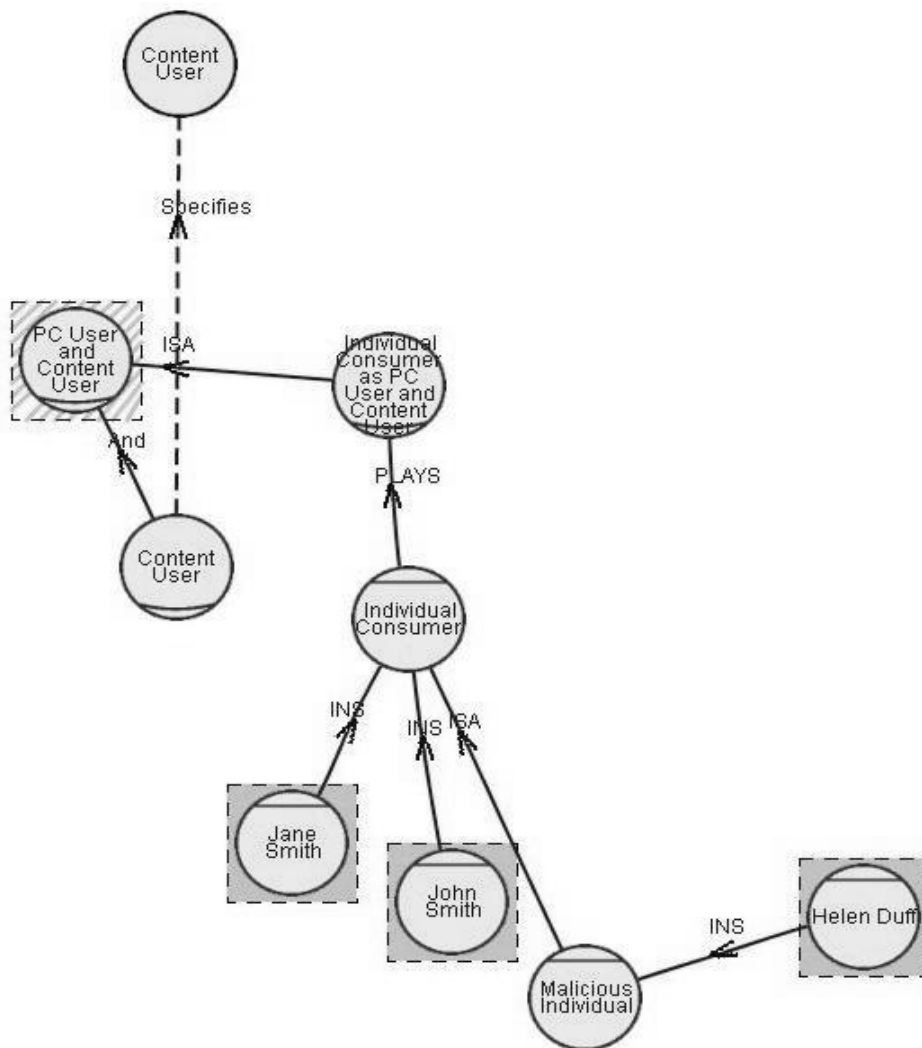 Content
User
Specifies
PC User
and
Content
User
ISA
Individual
Consumer
as PC
User and
Content
User
And
PLAYS
Content
User
Individual
Consumer
INS
INS
ISA
Jane
Smith
John
Smith
Helen Duff
INS
Malicious
Individual